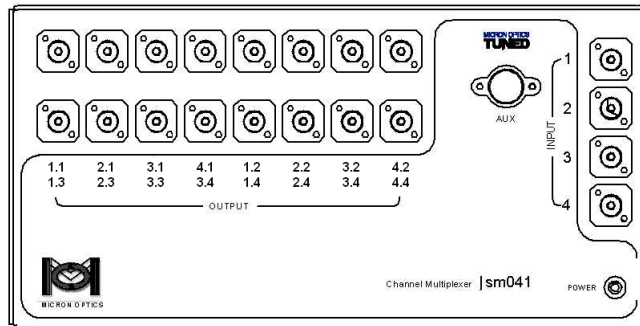 MICRON OPTICS
TUNED
AUX
INPUT
1
2
3
4
1.1 2.1 3.1 4.1 1.2 2.2 3.2 4.2
1.3 2.3 3.3 3.4 1.4 2.4 3.4 4.4
OUTPUT
MICRON OPTICS
Channel Multiplexer | sm041
POWER